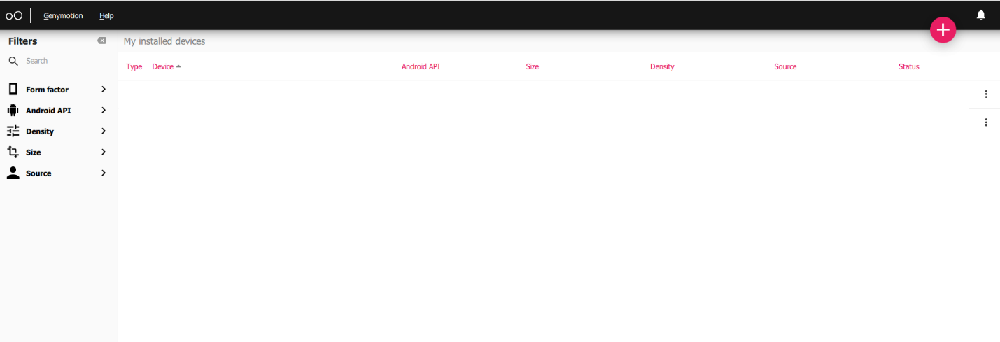 Genymotion Help
Filters
My installed devices
Search
Type Device Android API Size Density Source Status
Form factor
Android API
Density
Size
Source